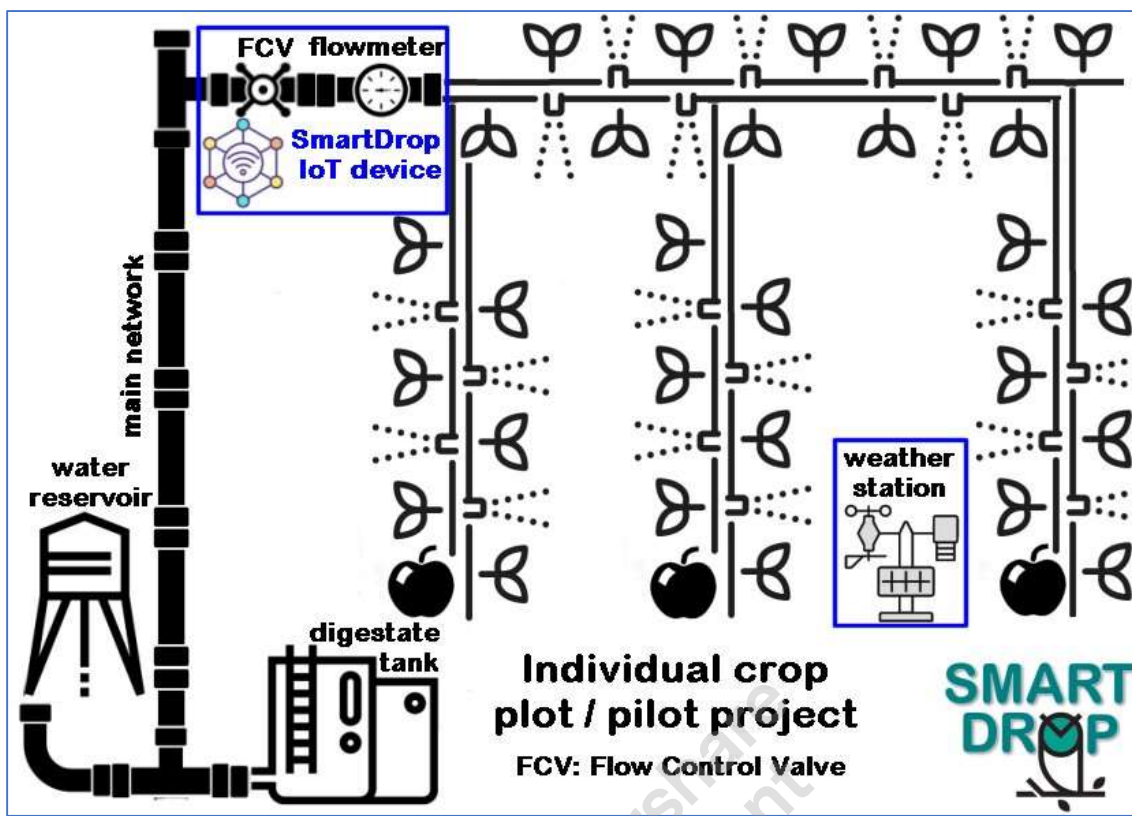 FCV flowmeter
SmartDrop
IoT device
main network
water
reservoir
weather
station
digestate
tank
Individual crop
plot / pilot project
FCV: Flow Control Valve
SMART
DROP